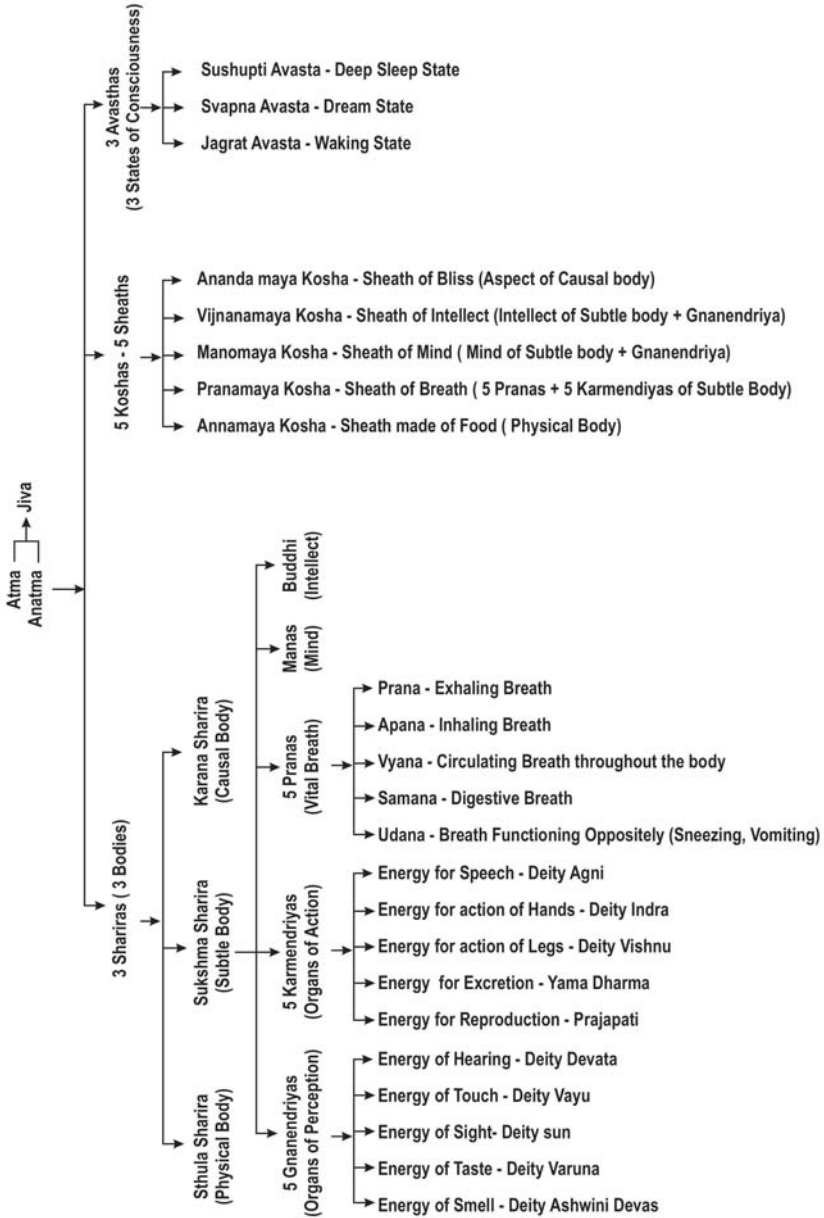 Atma
Anatma
Jiva
3 Shariras ( 3 Bodies)
5 Koshas - 5 Sheaths
3 Avasthas
(3 States of Consciousness)
Sthula Sharira
(Physical Body)
Sukshma Sharira
(Subtle Body)
Karana Sharira
(Causal Body)
5 Gnanendriyas
(Organs of Perception)
5 Karmendriyas
(Organs of Action)
5 Pranas
(Vital Breath)
Manas
(Mind)
Buddhi
(Intellect)
Sushupti Avasta - Deep Sleep State
Svapna Avasta - Dream State
Jagrat Avasta - Waking State
Ananda maya Kosha - Sheath of Bliss (Aspect of Causal body)
Vijnanamaya Kosha - Sheath of Intellect (Intellect of Subtle body + Gnanendriya)
Manomaya Kosha - Sheath of Mind ( Mind of Subtle body + Gnanendriya)
Pranamaya Kosha - Sheath of Breath ( 5 Pranas + 5 Karmendiyas of Subtle Body)
Annamaya Kosha - Sheath made of Food ( Physical Body)
Prana - Exhaling Breath
Apana - Inhaling Breath
Vyana - Circulating Breath throughout the body
Samana - Digestive Breath
Udana - Breath Functioning Oppositely (Sneezing, Vomiting)
Energy for Speech - Deity Agni
Energy for action of Hands - Deity Indra
Energy for action of Legs - Deity Vishnu
Energy for Excretion - Yama Dharma
Energy for Reproduction - Prajapati
Energy of Hearing - Deity Devata
Energy of Touch - Deity Vayu
Energy of Sight- Deity sun
Energy of Taste - Deity Varuna
Energy of Smell - Deity Ashwini Devas